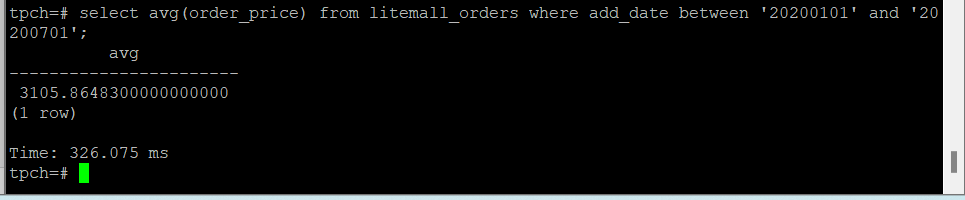 tpch=# select avg(order_price) from litemall_orders where add_date between '20200101' and '20
200701';
avg
-----------------------
3105.8648300000000000
(1 row)
Time: 326.075 ms
tpch=#